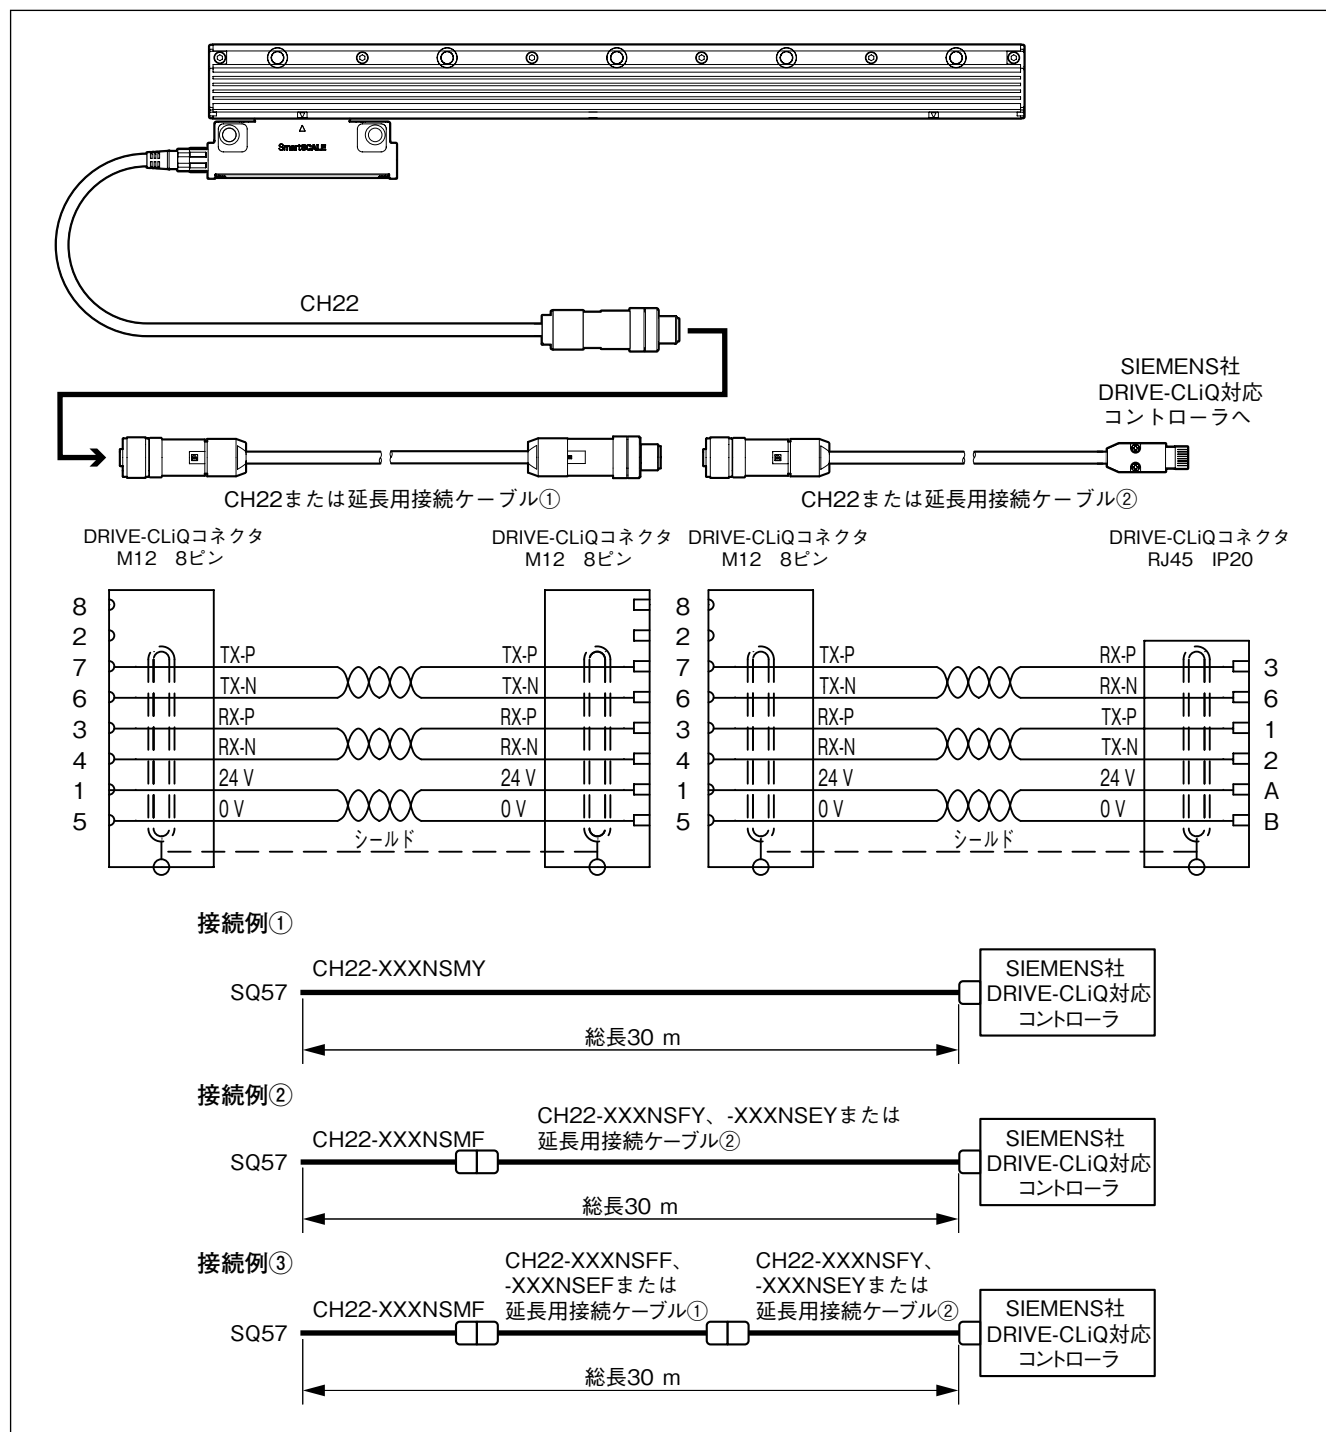 SmartSCALE
CH22
SIEMENS社
DRIVE-CLiQ対応
コントローラへ
CH22または延長用接続ケーブル①
CH22または延長用接続ケーブル②
DRIVE-CLiQコネクタ
M12 8ピン
DRIVE-CLiQコネクタ
M12 8ピン
DRIVE-CLiQコネクタ
M12 8ピン
DRIVE-CLiQコネクタ
RJ45 IP20
8
2
7
6
3
4
1
5
TX-P
TX-N
RX-P
RX-N
24 V
0 V
シールド
TX-P
TX-N
RX-P
RX-N
24 V
0 V
8
2
7
6
3
4
1
5
TX-P
TX-N
RX-P
RX-N
24 V
0 V
シールド
RX-P
RX-N
TX-P
TX-N
24 V
0 V
3
6
1
2
A
B
接続例①
CH22-XXXNSMY
SQ57
SIEMENS社
DRIVE-CLiQ対応
コントローラ
総長30 m
接続例②
CH22-XXXNSMF
CH22-XXXNSFY、-XXXNSEYまたは
延長用接続ケーブル②
SQ57
SIEMENS社
DRIVE-CLiQ対応
コントローラ
総長30 m
接続例③
CH22-XXXNSMF
CH22-XXXNSFF、
-XXXNSEFまたは
延長用接続ケーブル①
CH22-XXXNSFY、
-XXXNSEYまたは
延長用接続ケーブル②
SQ57
SIEMENS社
DRIVE-CLiQ対応
コントローラ
総長30 m